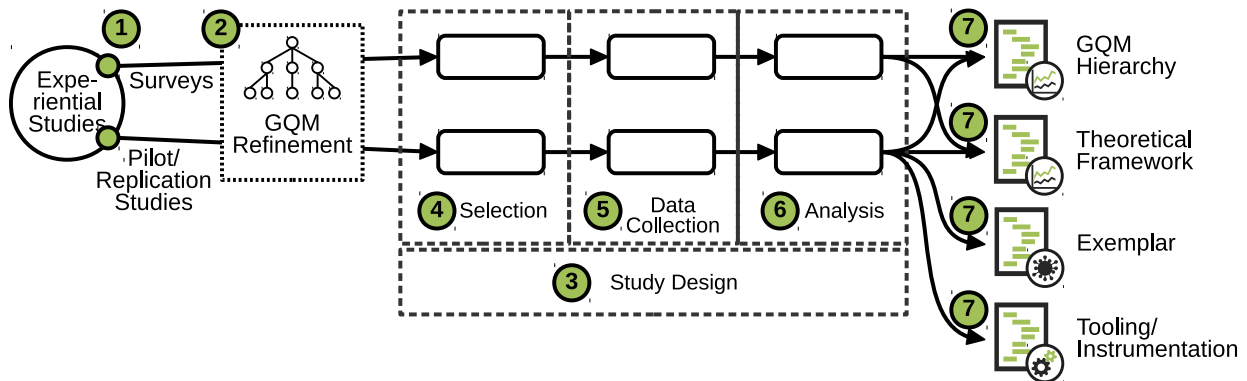 1
2
Expe-
riential
Studies
Surveys
Pilot/
Replication
Studies
GQM
Refinement
4 Selection
5 Data
Collection
6 Analysis
3 Study Design
7
GQM
Hierarchy
7
Theoretical
Framework
7
Exemplar
7
Tooling/
Instrumentation